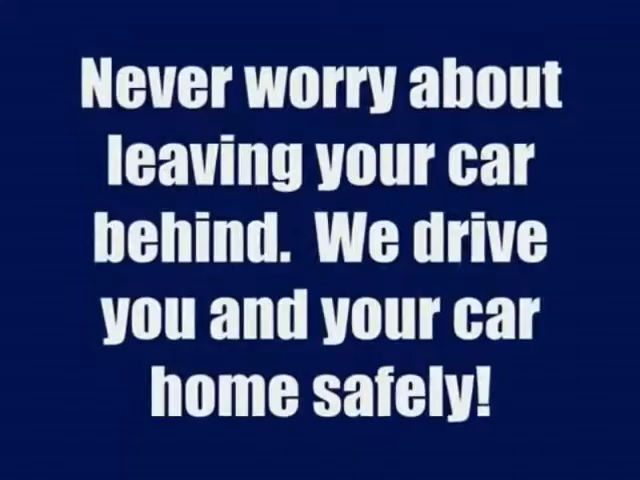 Never worry about
leaving your car
behind.  We drive
you and your car
home safely!